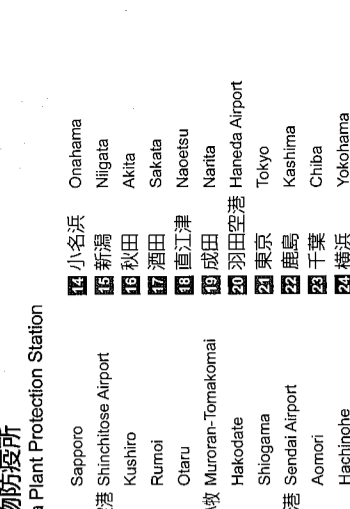 物防疫所
a Plant Protection Station
Sapporo
港 Shinchitose Airport
Kushiro
Rumoi
Otaru
牧 Muroran-Tomakomai
Hakodate
Shiogama
港 Sendai Airport
Aomori
Hachinohe
14 小名浜 Onahama
15 新潟 Niigata
16 秋田 Akita
17 酒田 Sakata
18 直江津 Naoetsu
19 成田 Narita
20 羽田空港 Haneda Airport
21 東京 Tokyo
22 鹿島 Kashima
23 千葉 Chiba
24 横浜 Yokohama